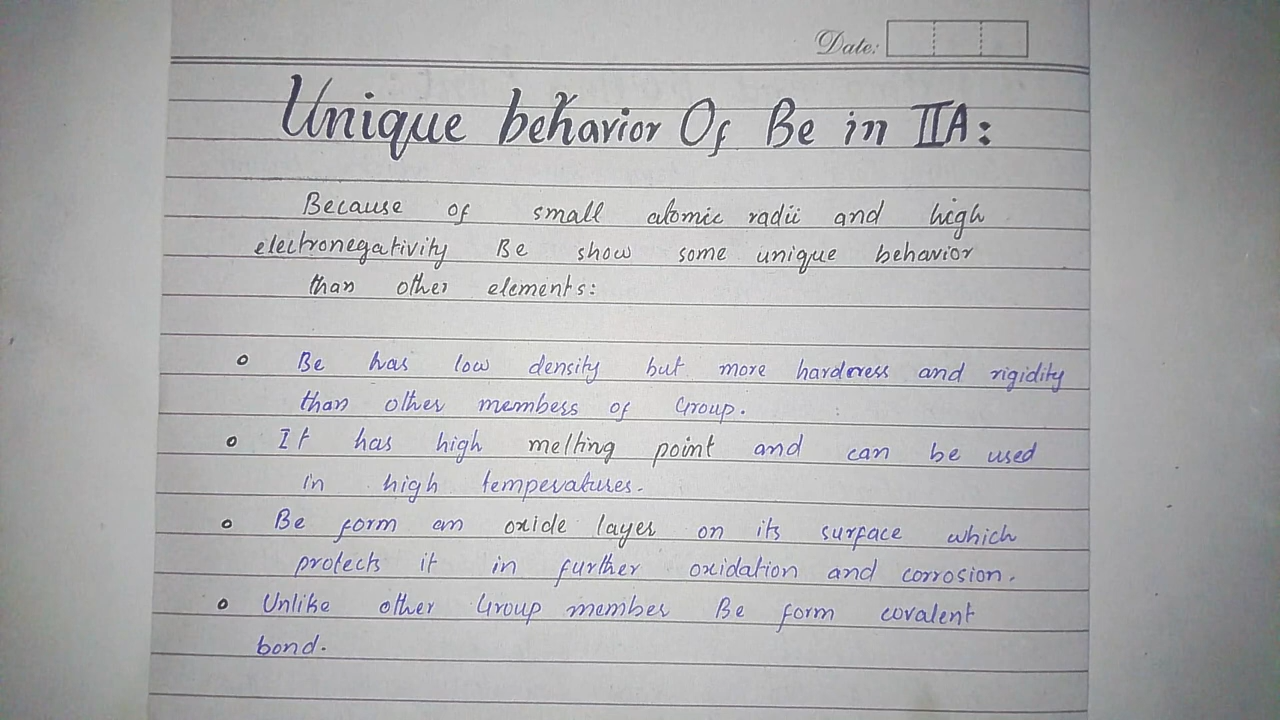 Date:
Unique behavior Of Be in IIA:
Because of small atomic radii and high
electronegativity Be show some unique behavior
than other elements:
Be has low density but more hardness and rigidity
than other members of Group.
It has high melting point and can be used
in high temperatures.
Be form an oxide layer on its surface which
protects it in further oxidation and corrosion.
Unlike other Group member Be form covalent
bond.